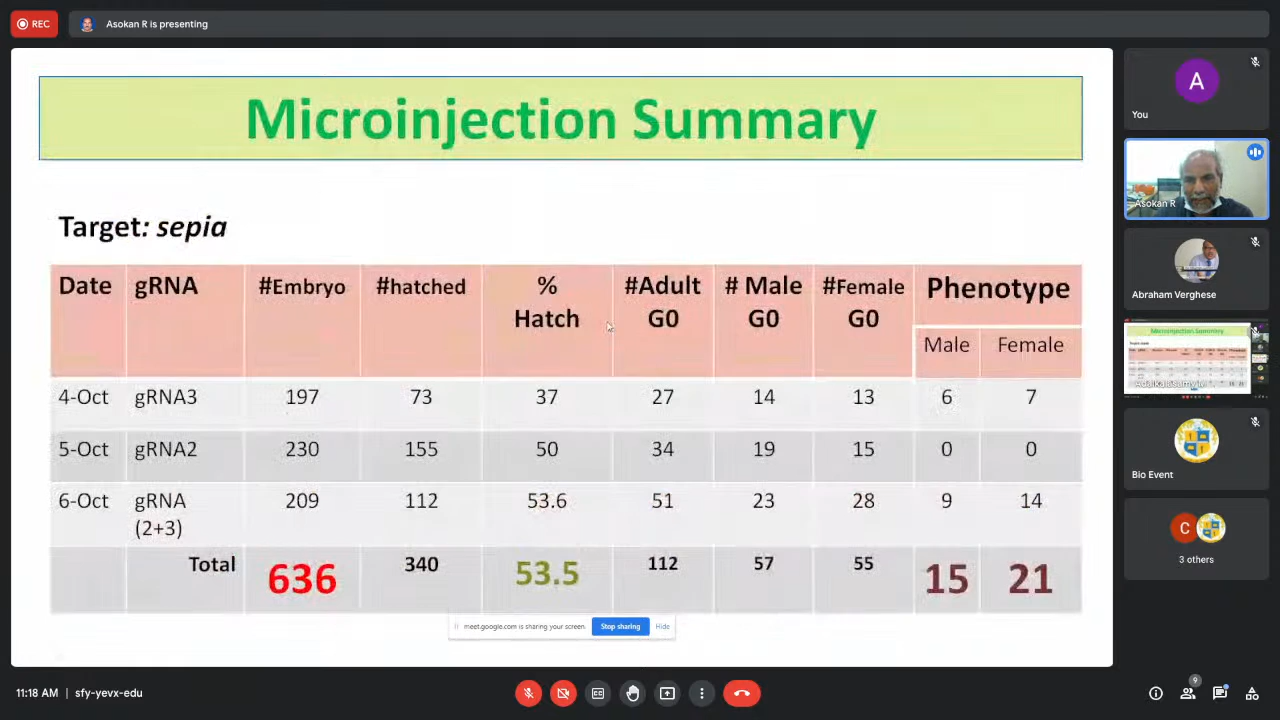 REC
Asokan R is presenting
Microinjection Summary
Target: sepia
Date gRNA #Embryo #hatched % Hatch #Adult G0 # Male G0 #Female G0 Phenotype
Male Female
4-Oct gRNA3 197 73 37 27 14 13 6 7
5-Oct gRNA2 230 155 50 34 19 15 0 0
6-Oct gRNA (2+3) 209 112 53.6 51 23 28 9 14
Total 636 340 53.5 112 57 55 15 21
meet.google.com is sharing your screen. Stop sharing Hide
A
You
Asokan R
Abraham Verghese
Microinjection Summary
Bio Event
C
3 others
11:18 AM | sfy-yevx-edu
9